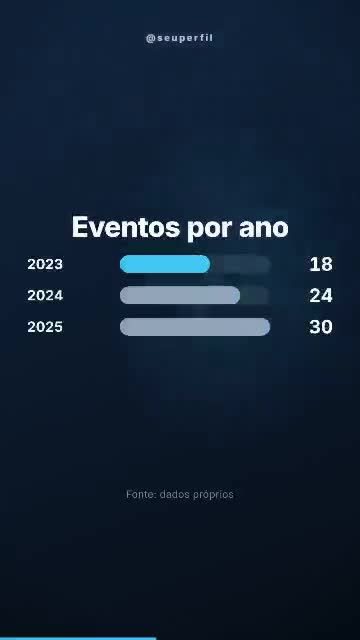 @seuperfil
Eventos por ano
2023 18
2024 24
2025 30
Fonte: dados próprios